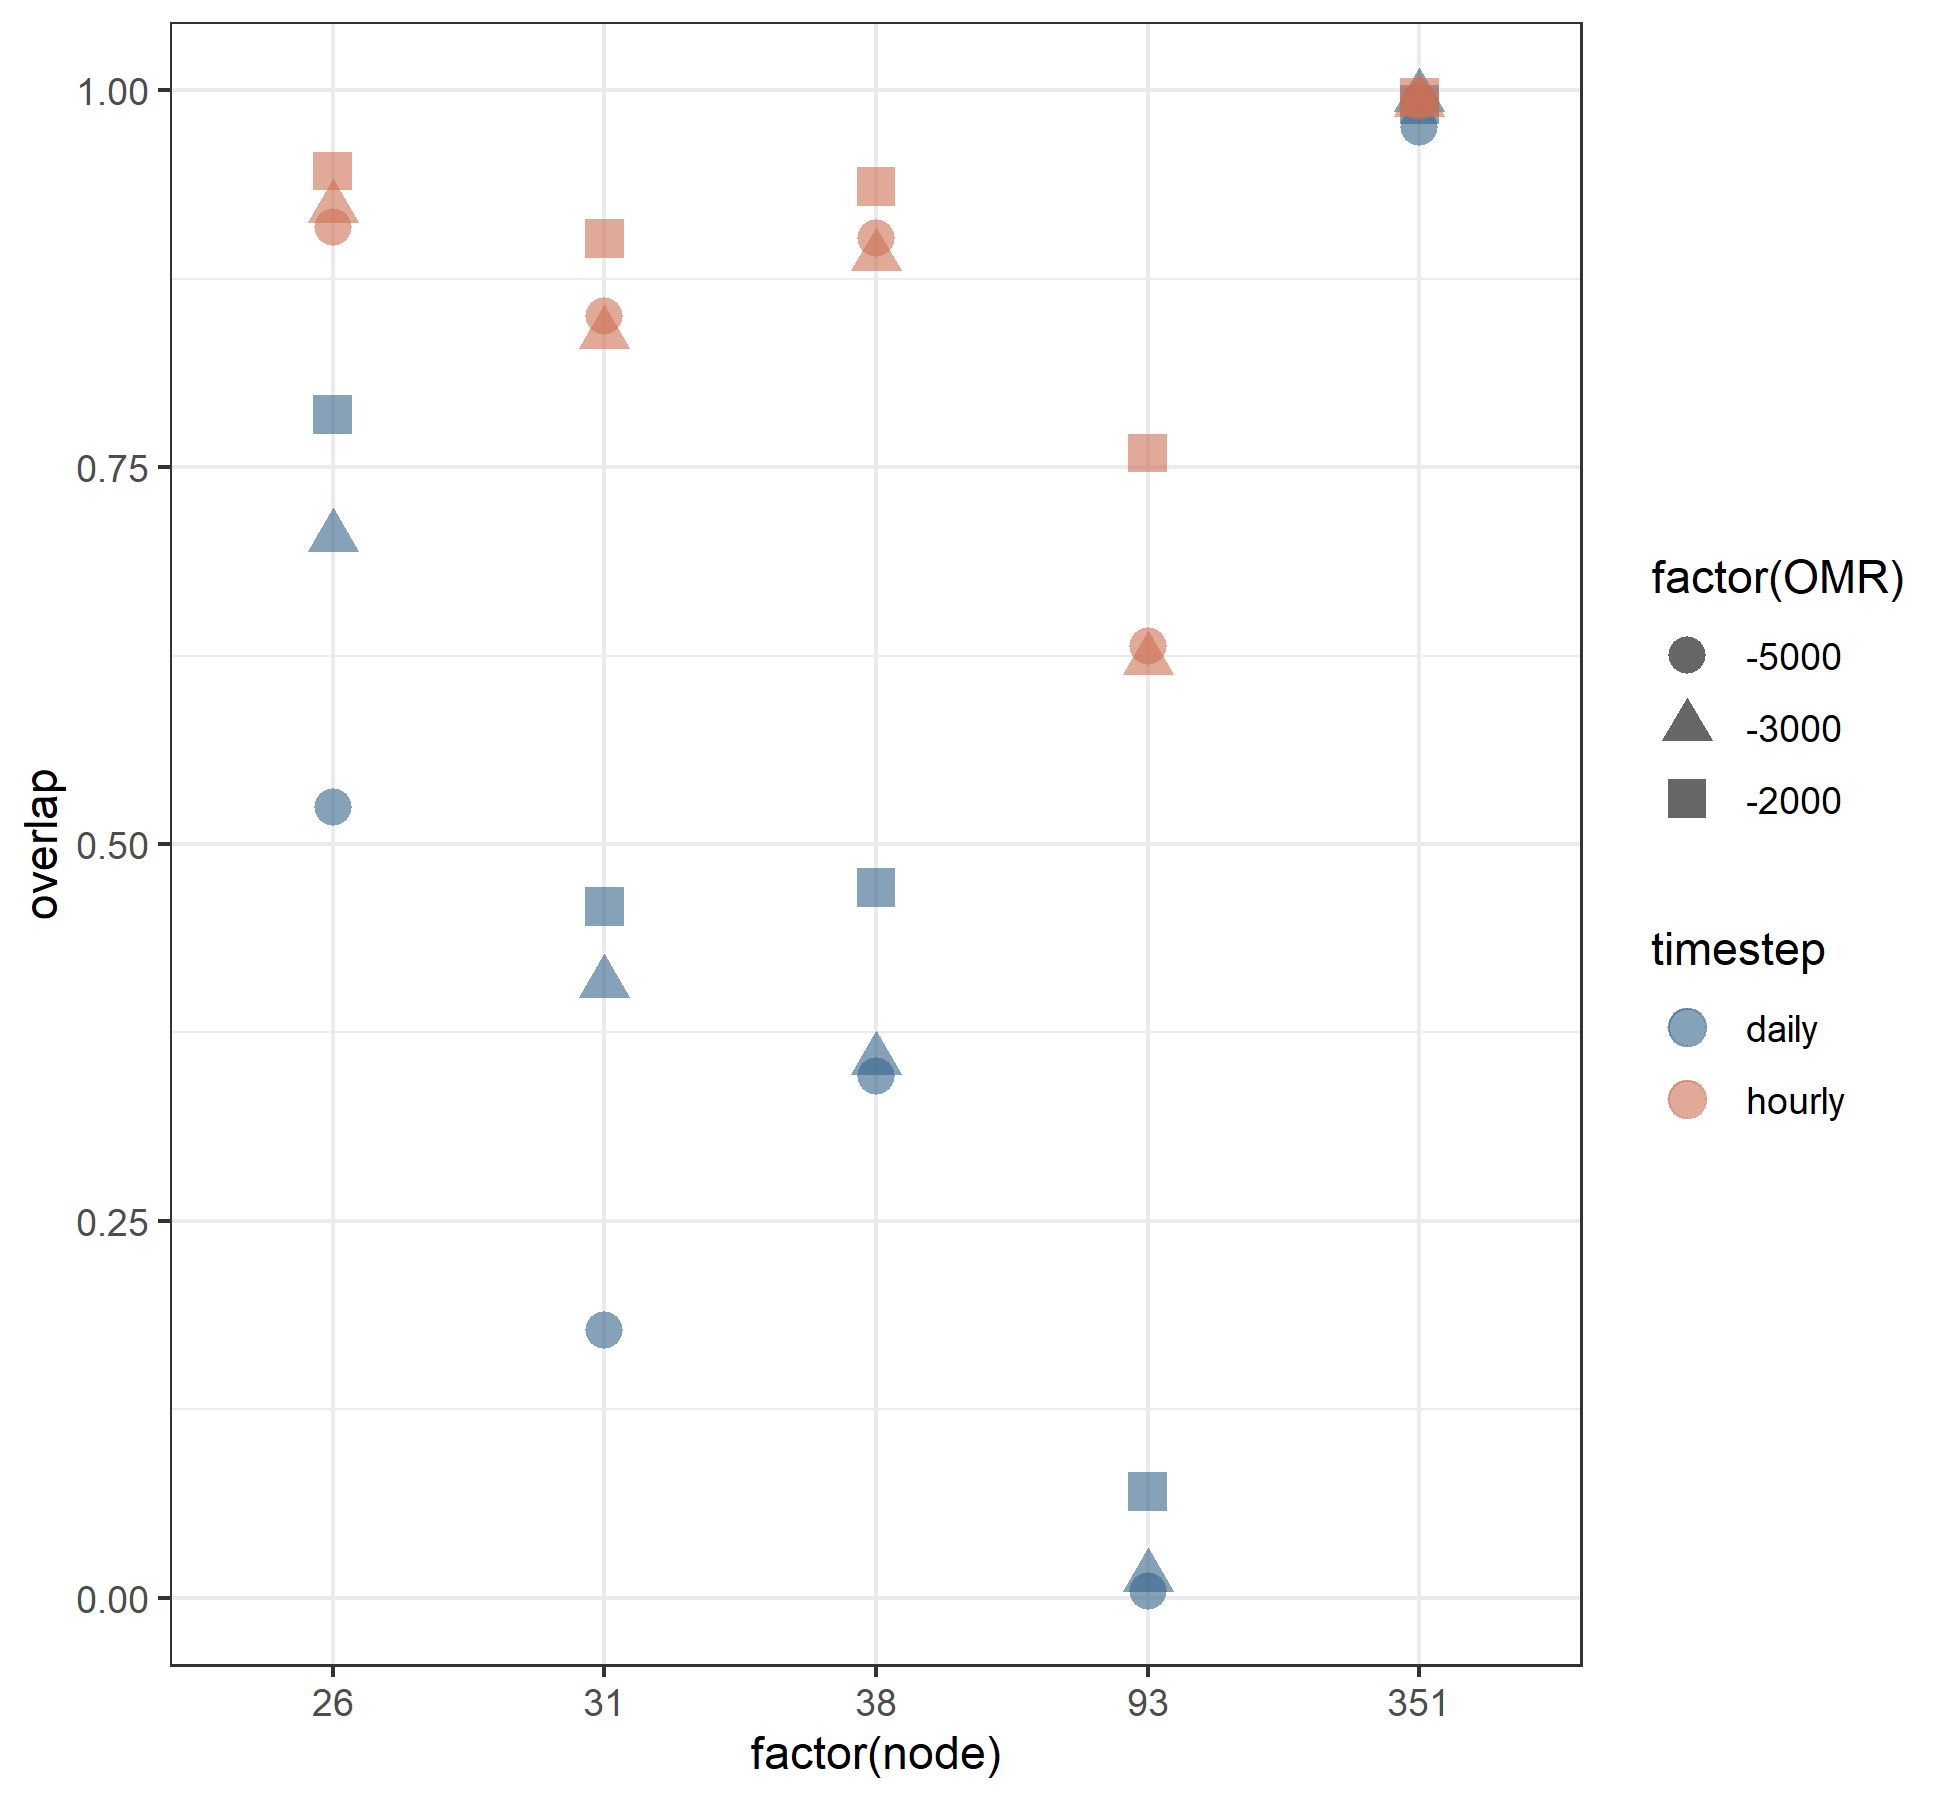 1.00
0.75
0.50
0.25
0.00
overlap
26 31 38 93 351
factor(node)
factor(OMR)
-5000
-3000
-2000
timestep
daily
hourly